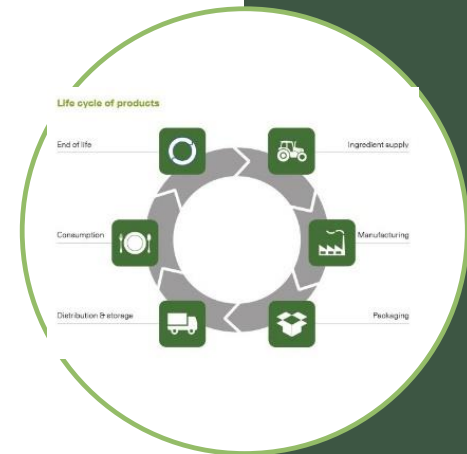 Life cycle of products
End of life
Ingredient supply
Consumption
Manufacturing
Distribution & storage
Packaging